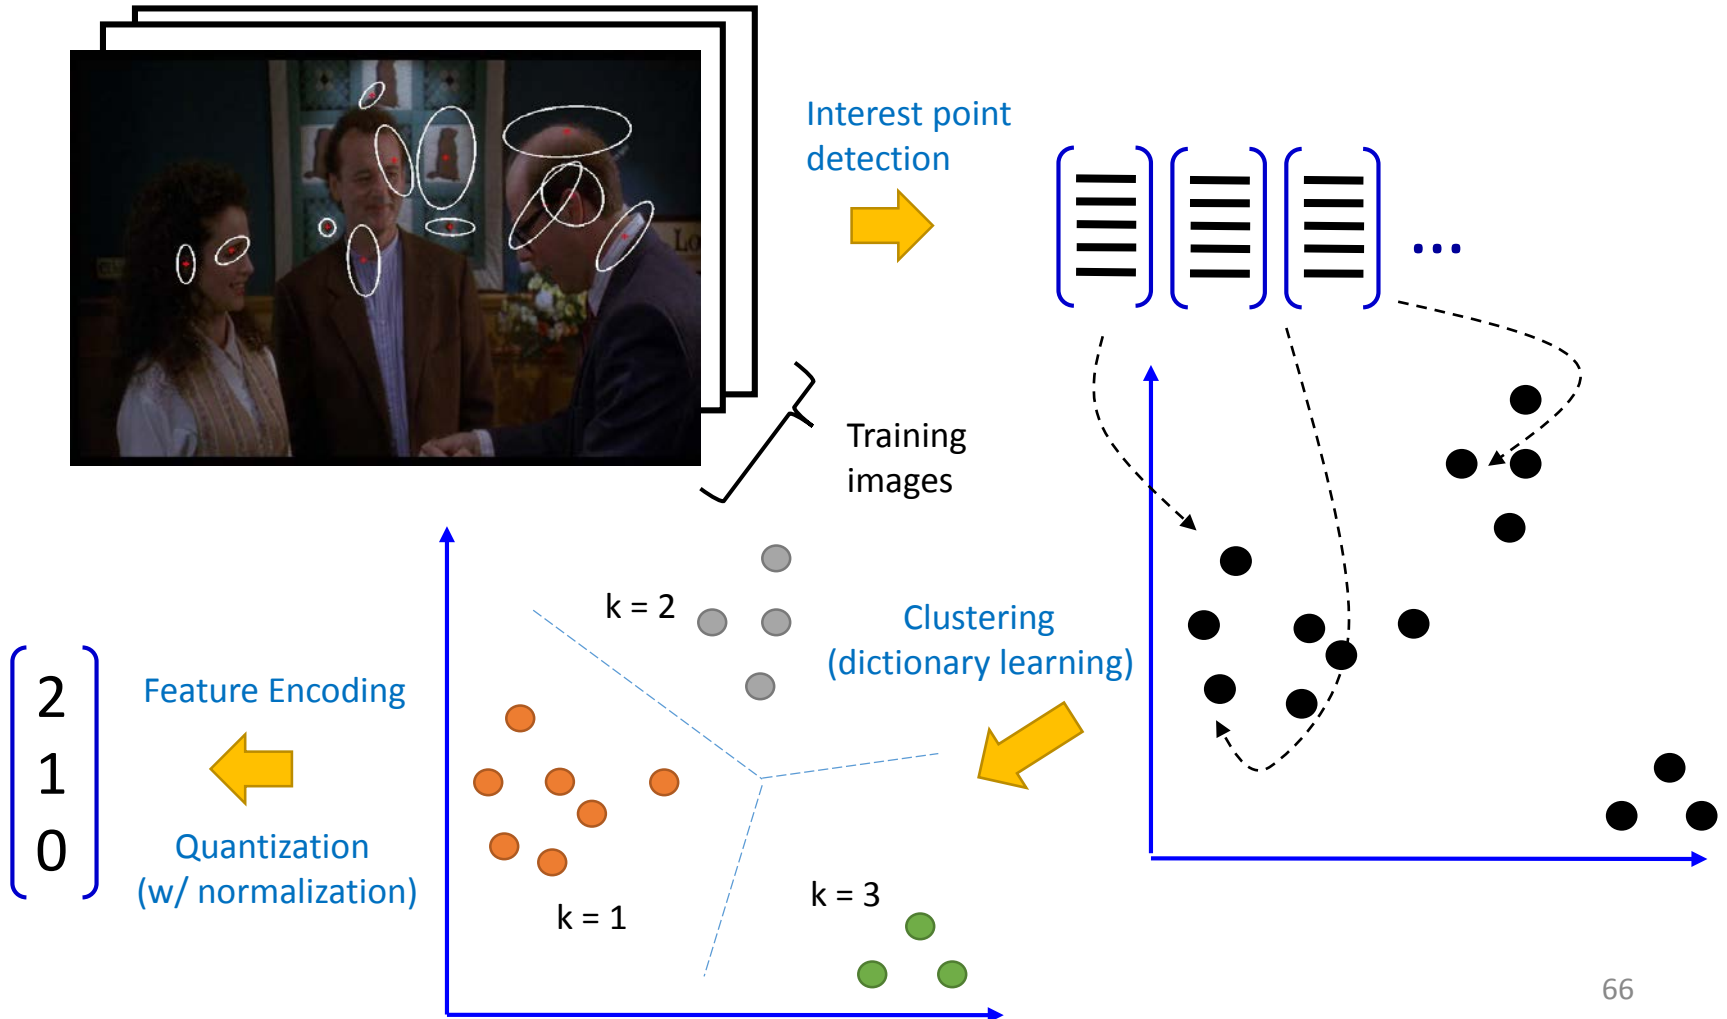 Interest point
detection
...
Training
images
k = 2
Clustering
(dictionary learning)
2
1
0
Feature Encoding
Quantization
(w/ normalization)
k = 1
k = 3
Lo
66